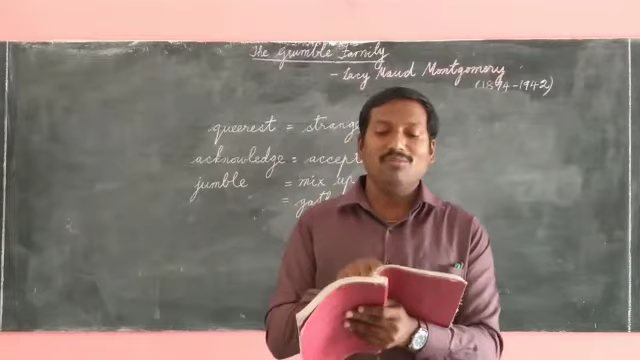 The Grumble Family
- Lucy Maud Montgomery
(1874-1942)
queerest = strange
acknowledge = accept
jumble = mix up
=